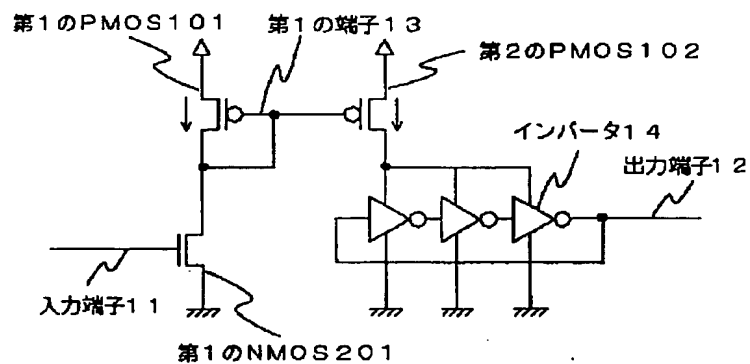 第1のPMOS101
第1の端子13
第2のPMOS102
インバータ14
出力端子12
入力端子11
第1のNMOS201